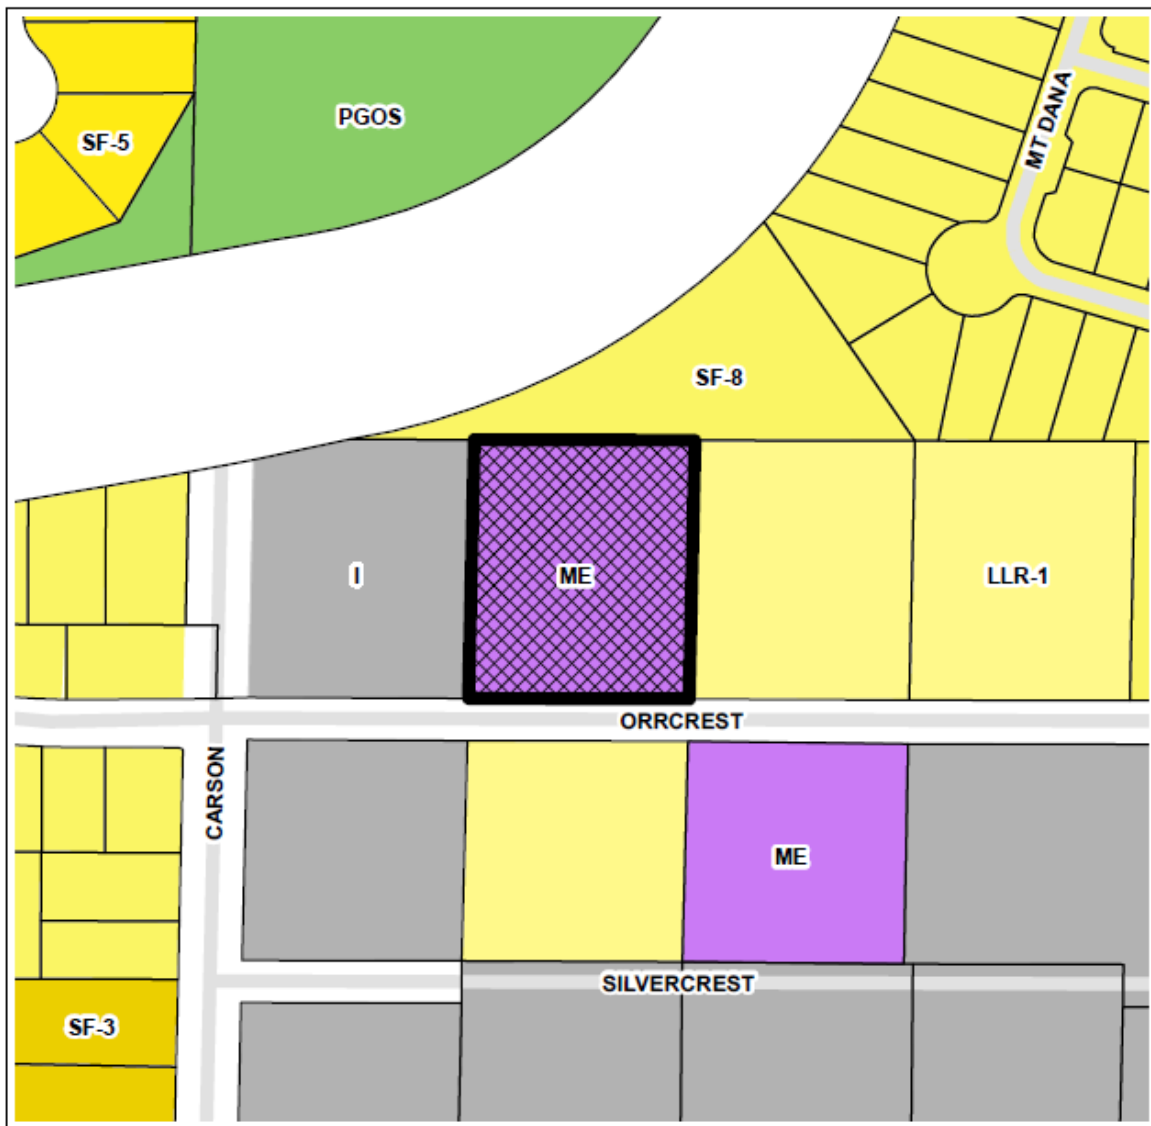 PGOS
SF-5
MT DANA
SF-8
I
ME
LLR-1
ORRCREST
CARSON
ME
SILVERCREST
SF-3